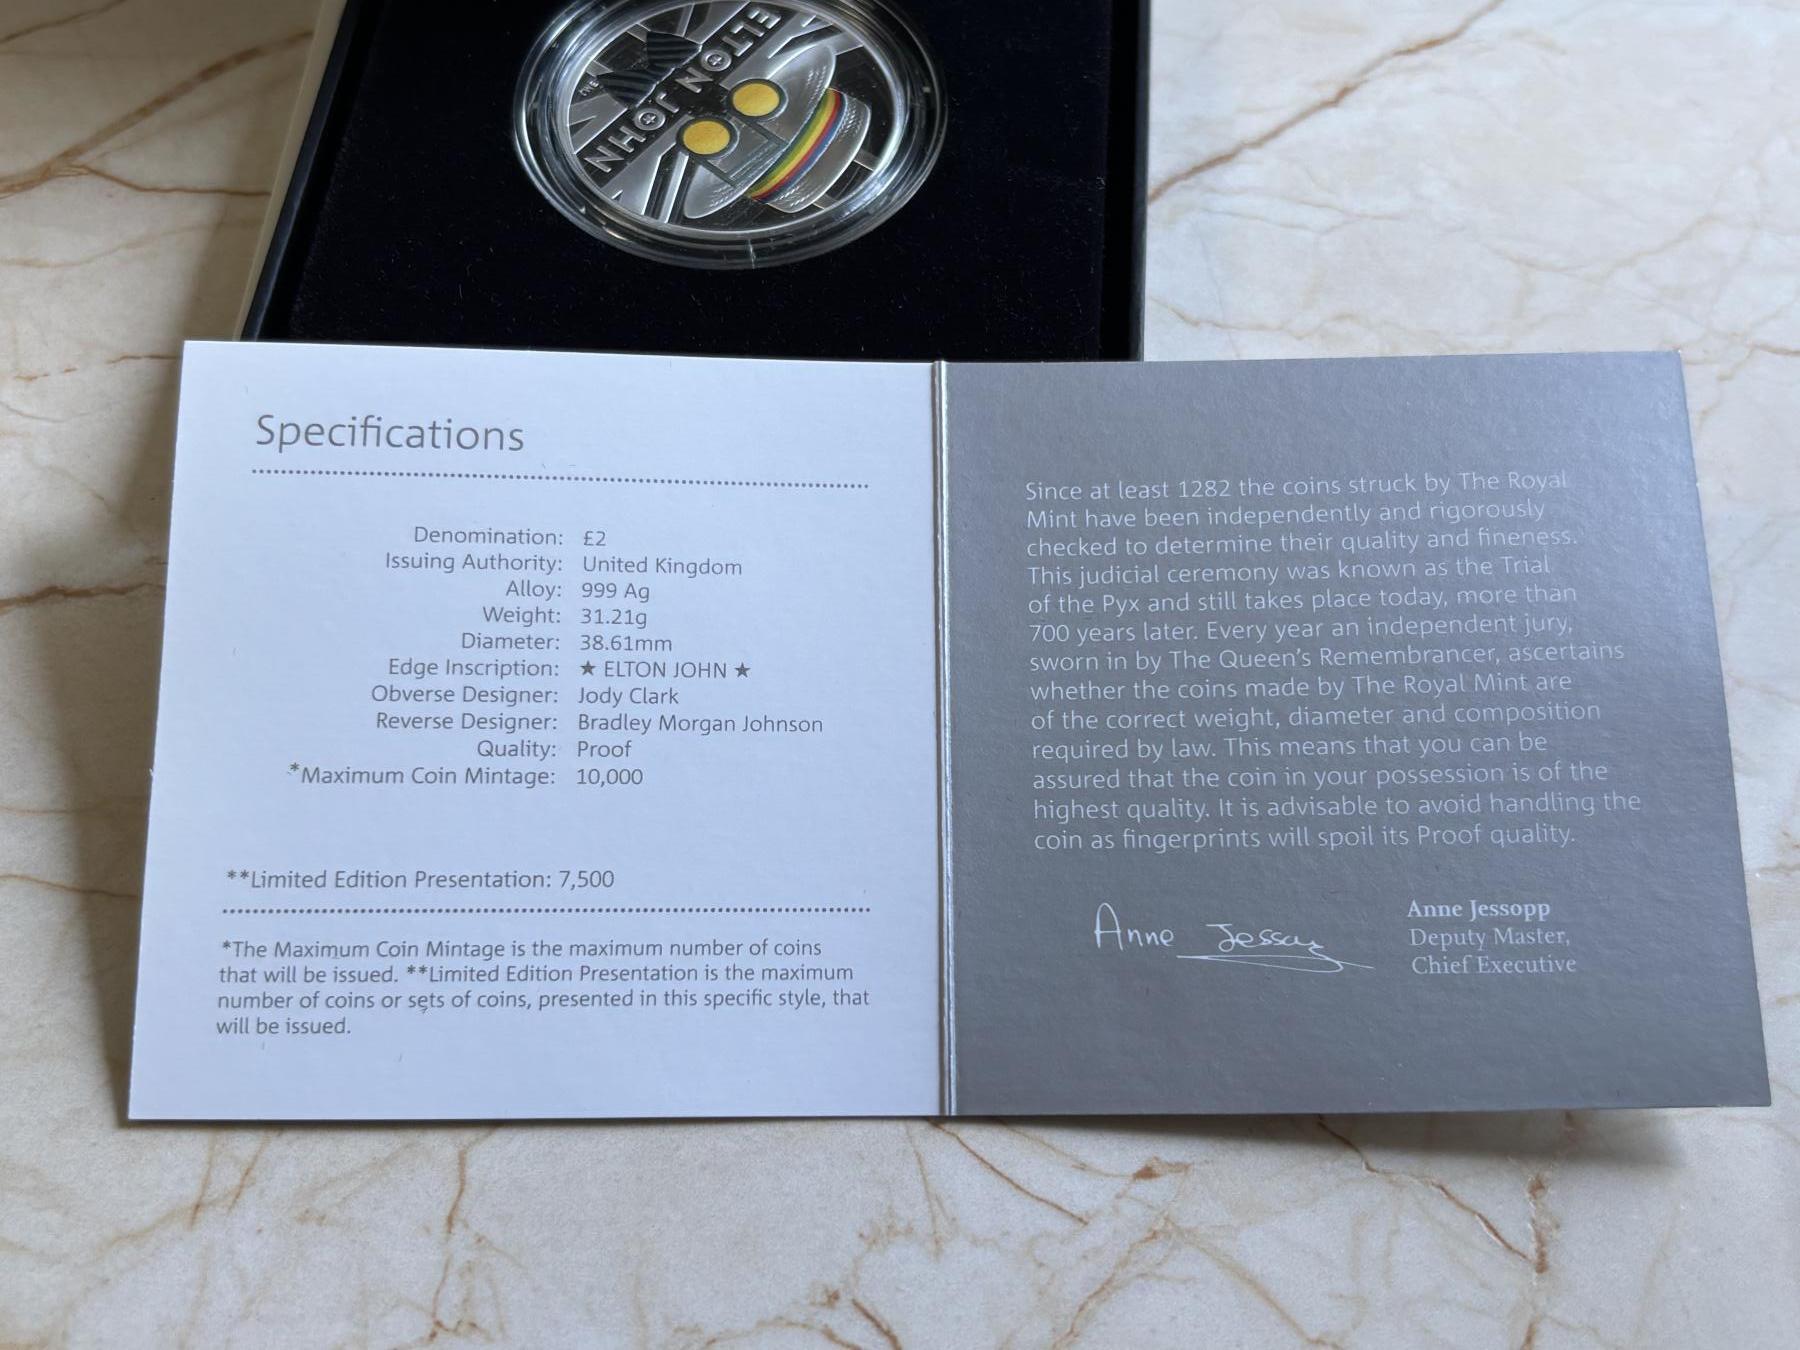 ELTON
JOHN
Specifications
Denomination: £2
Issuing Authority: United Kingdom
Alloy: 999 Ag
Weight: 31.21g
Diameter: 38.61mm
Edge Inscription: ★ ELTON JOHN ★
Obverse Designer: Jody Clark
Reverse Designer: Bradley Morgan Johnson
Quality: Proof
*Maximum Coin Mintage: 10,000
**Limited Edition Presentation: 7,500
*The Maximum Coin Mintage is the maximum number of coins
that will be issued. **Limited Edition Presentation is the maximum
number of coins or sets of coins, presented in this specific style, that
will be issued.
Since at least 1282 the coins struck by The Royal
Mint have been independently and rigorously
checked to determine their quality and fineness.
This judicial ceremony was known as the Trial
of the Pyx and still takes place today, more than
700 years later. Every year an independent jury,
sworn in by The Queen's Remembrancer, ascertains
whether the coins made by The Royal Mint are
of the correct weight, diameter and composition
required by law. This means that you can be
assured that the coin in your possession is of the
highest quality. It is advisable to avoid handling the
coin as fingerprints will spoil its Proof quality.
Anne Jessopp
Anne Jessopp
Deputy Master,
Chief Executive